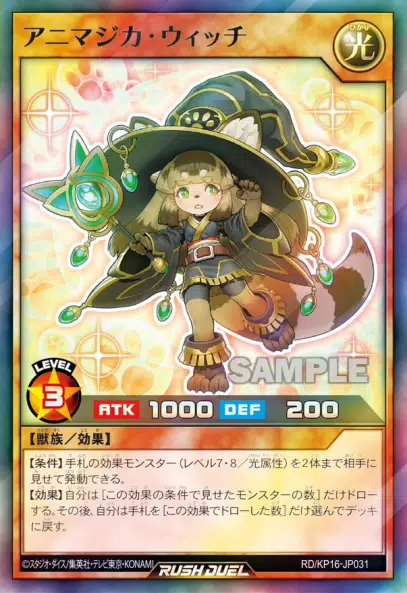 アニマジカ・ウィッチ
ひかり
光
SAMPLE
LEVEL
3
ATK 1000 DEF 200
【獣族/効果】
【条件】手札の効果モンスター(レベル7・8/光属性)を2体まで相手に
見せて発動できる。
【効果】自分は[この効果の条件で見せたモンスターの数]だけドロ
ーする。その後、自分は手札を[この効果でドローした数]だけ選んでデッキ
に戻す。
©スタジオ・ダイス/集英社・テレビ東京・KONAMI
RUSH DUEL
RD/KP16-JP031